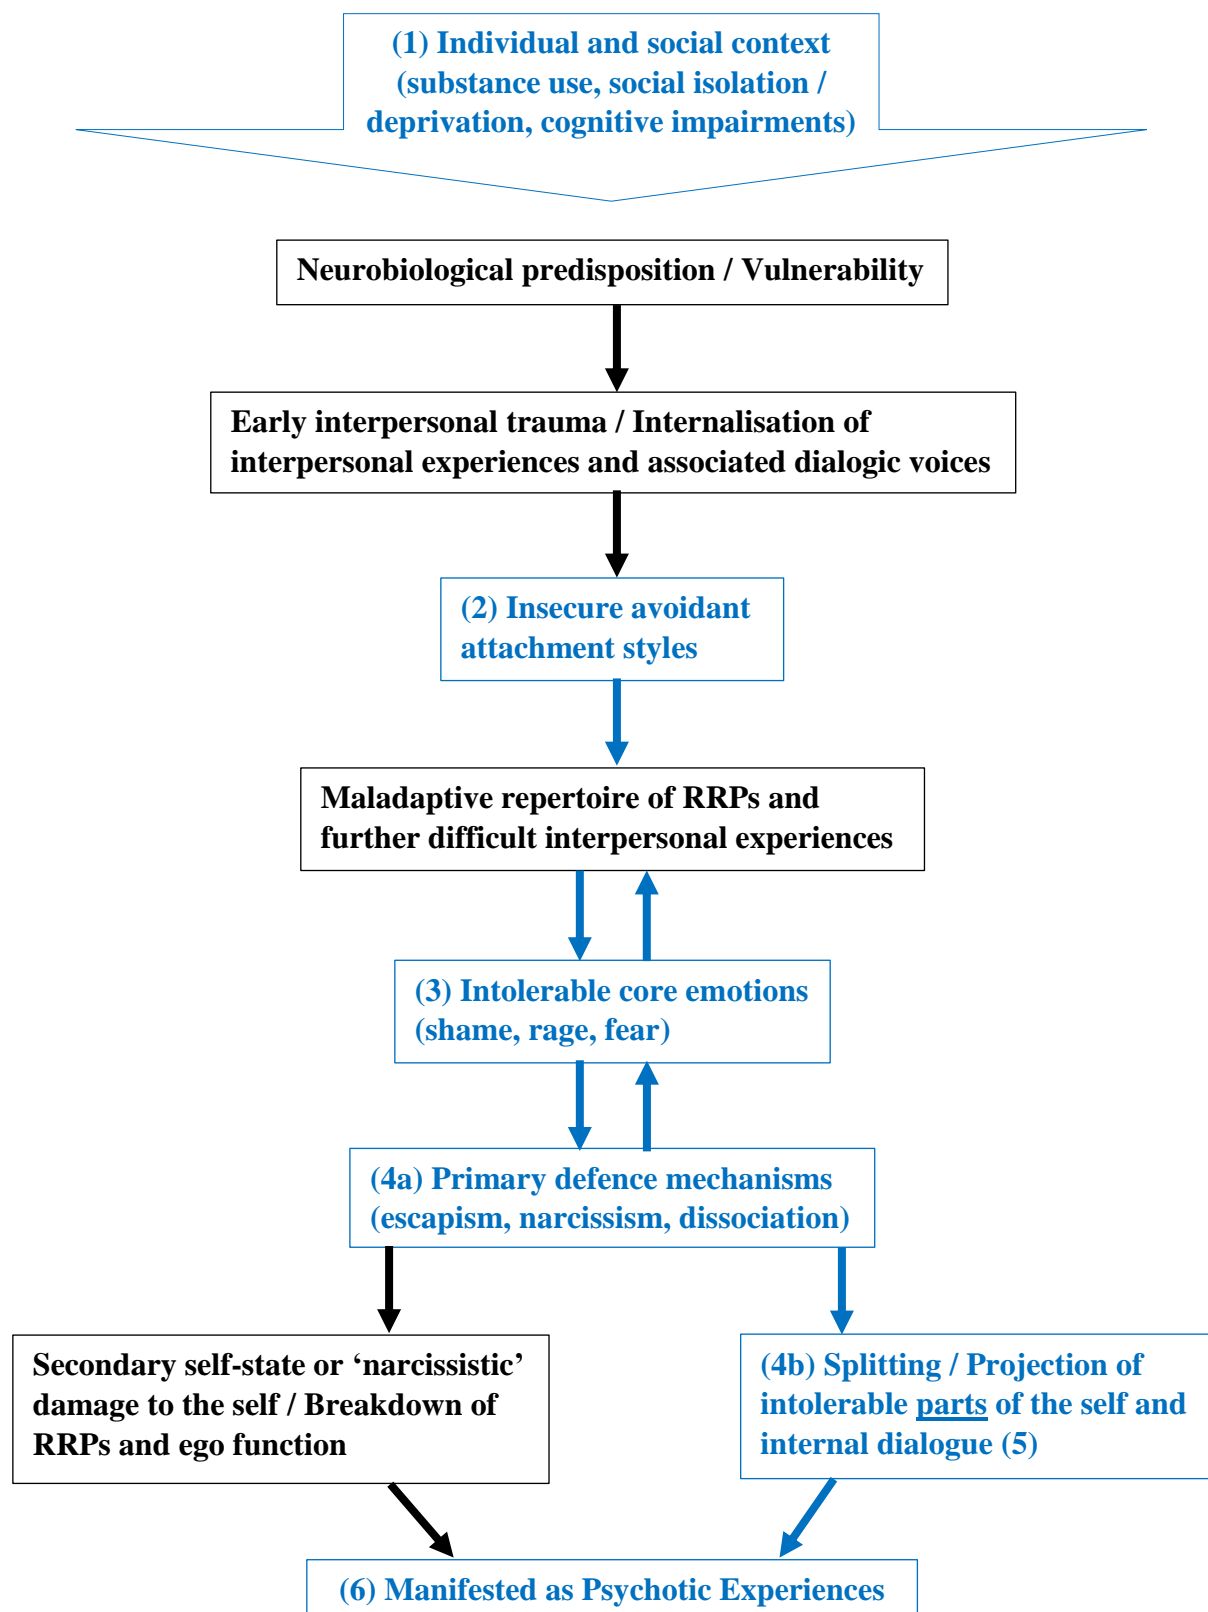 (1) Individual and social context
(substance use, social isolation /
deprivation, cognitive impairments)
Neurobiological predisposition / Vulnerability
Early interpersonal trauma / Internalisation of
interpersonal experiences and associated dialogic voices
(2) Insecure avoidant
attachment styles
Maladaptive repertoire of RRPs and
further difficult interpersonal experiences
(3) Intolerable core emotions
(shame, rage, fear)
(4a) Primary defence mechanisms
(escapism, narcissism, dissociation)
Secondary self-state or ‘narcissistic’
damage to the self / Breakdown of
RRPs and ego function
(4b) Splitting / Projection of
intolerable parts of the self and
internal dialogue (5)
(6) Manifested as Psychotic Experiences